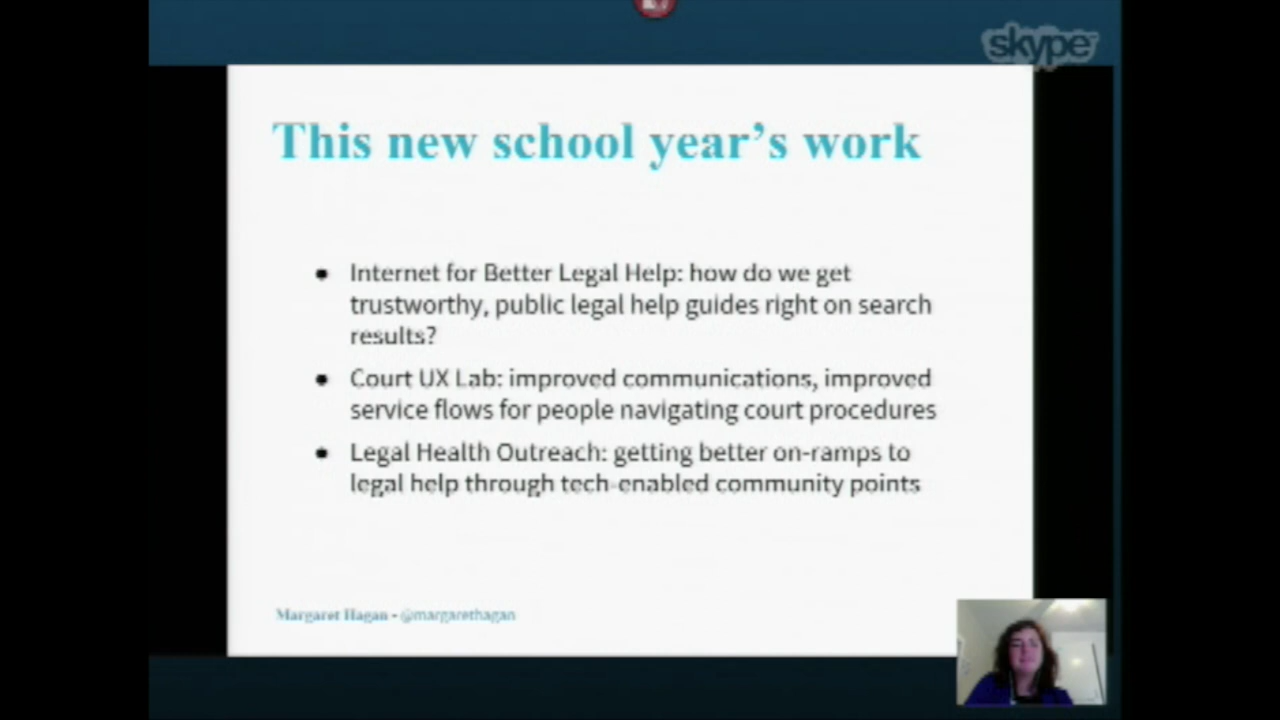 skype
This new school year's work
• Internet for Better Legal Help: how do we get
trustworthy, public legal help guides right on search
results?
• Court UX Lab: improved communications, improved
service flows for people navigating court procedures
• Legal Health Outreach: getting better on-ramps to
legal help through tech-enabled community points
Margaret Hagan - @margarethagan